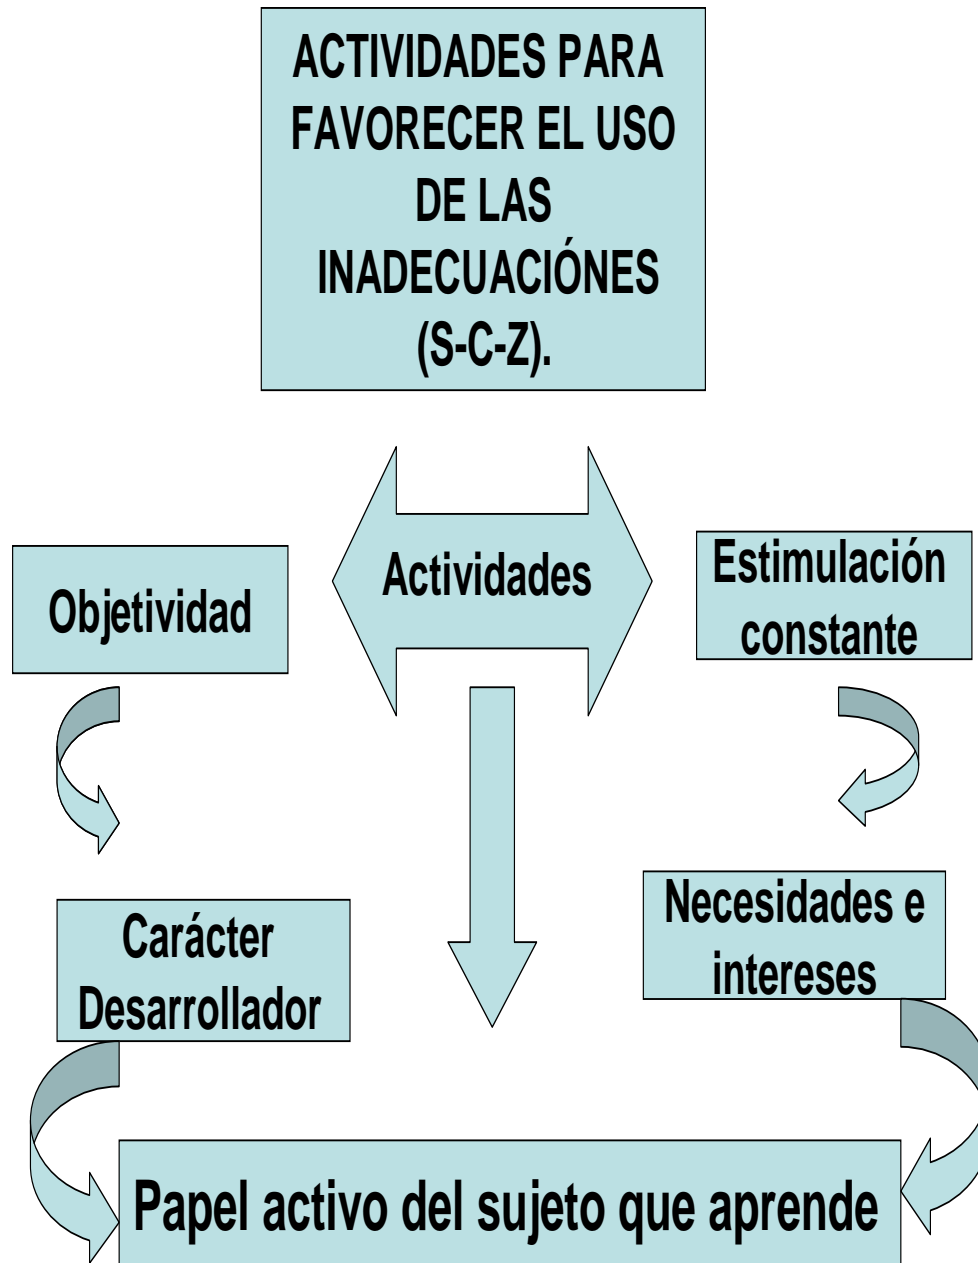 ACTIVIDADES PARA
FAVORECER EL USO
DE LAS
INADECUACIÓNES
(S-C-Z).
Actividades
Objetividad
Estimulación
constante
Carácter
Desarrollador
Necesidades e
intereses
Papel activo del sujeto que aprende